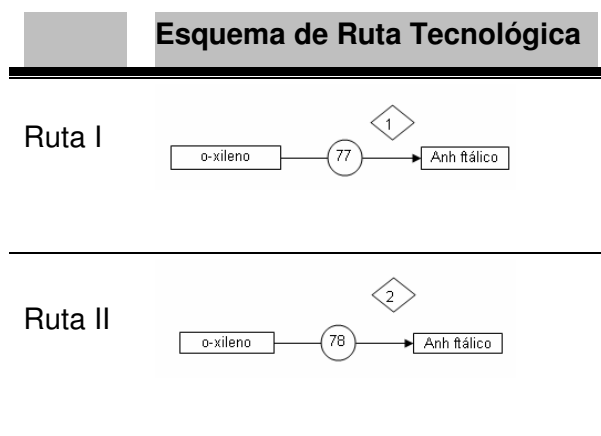 Esquema de Ruta Tecnológica
Ruta I
1
o-xileno 77 Anh ftálico
Ruta II
2
o-xileno 78 Anh ftálico